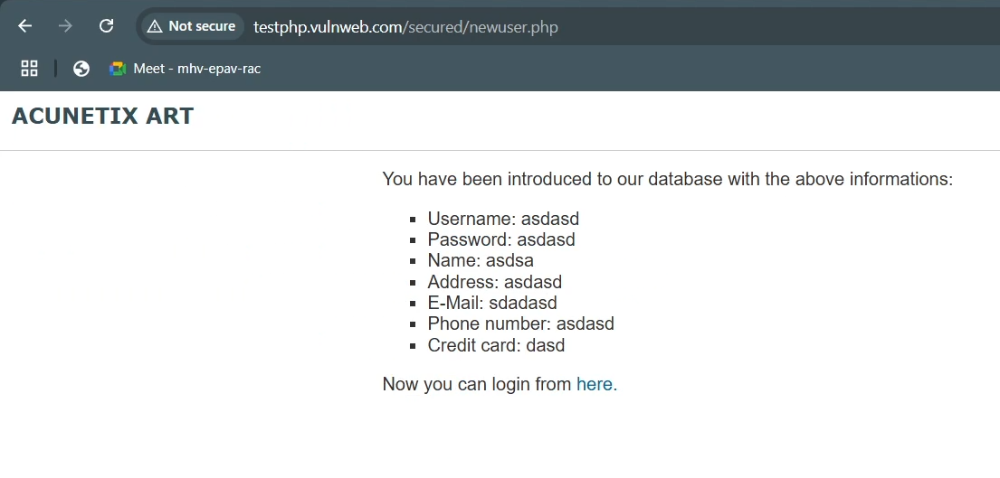 Not secure testphp.vulnweb.com/secured/newuser.php
Meet - mhv-epav-rac
ACUNETIX ART
You have been introduced to our database with the above informations:
Username: asdasd
Password: asdasd
Name: asdsa
Address: asdasd
E-Mail: sdadasd
Phone number: asdasd
Credit card: dasd
Now you can login from here.